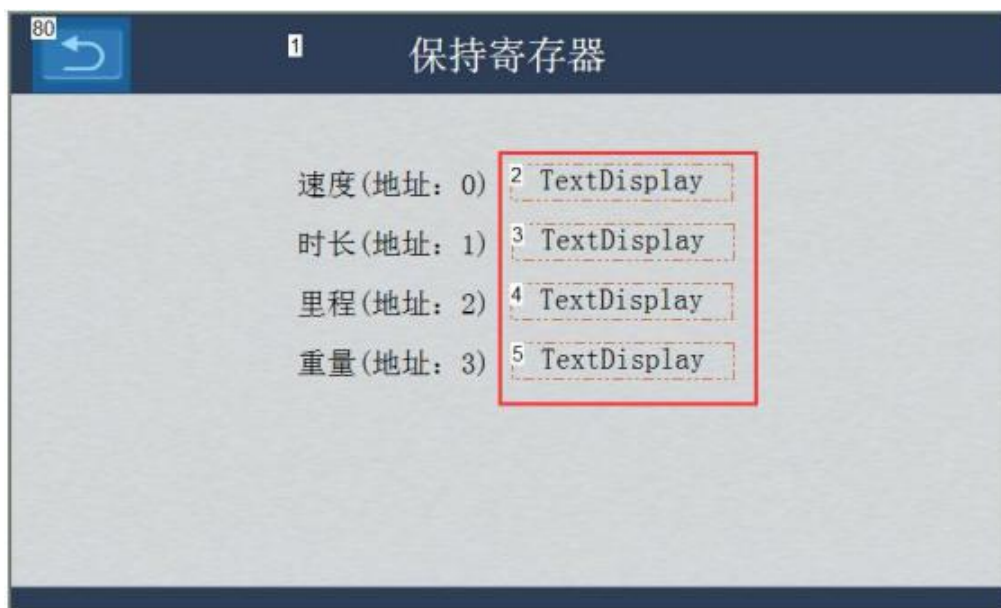 80
1 保持寄存器
速度(地址：0) 2 TextDisplay
时长(地址：1) 3 TextDisplay
里程(地址：2) 4 TextDisplay
重量(地址：3) 5 TextDisplay